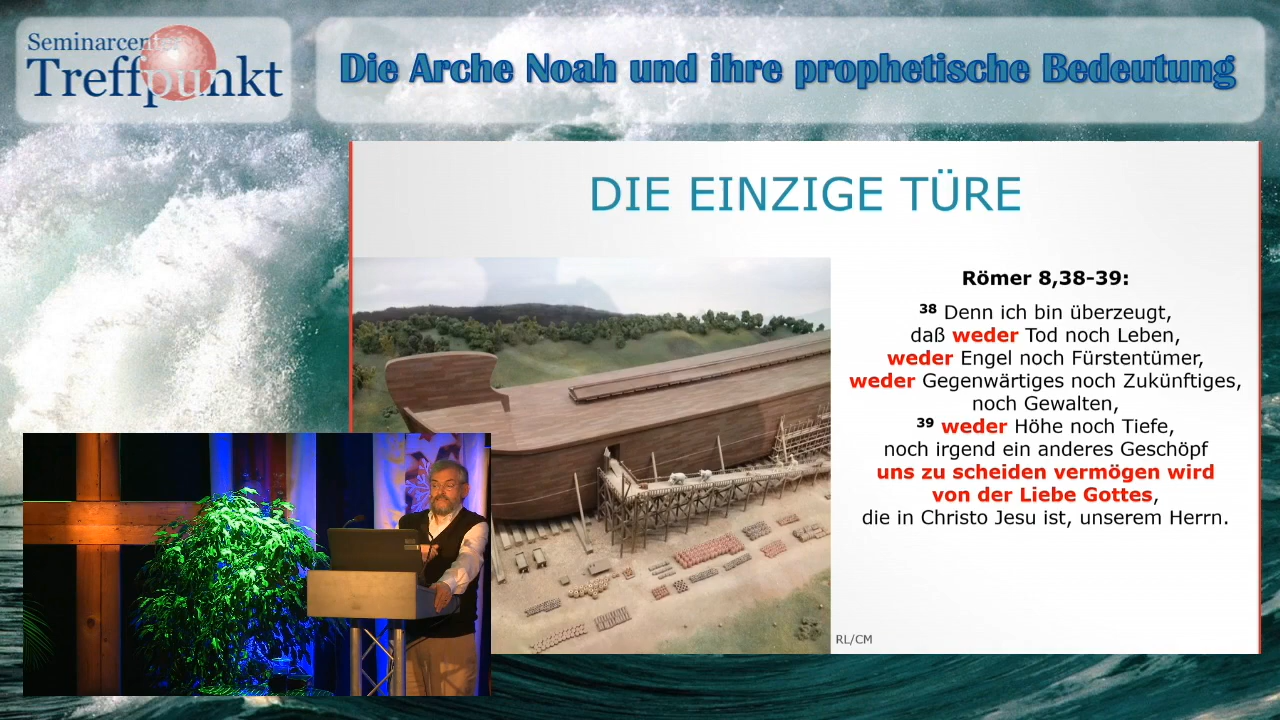 Seminarcenter
Treffpunkt
Die Arche Noah und ihre prophetische Bedeutung
DIE EINZIGE TÜRE
Römer 8,38-39:
38 Denn ich bin überzeugt,
daß weder Tod noch Leben,
weder Engel noch Fürstentümer,
weder Gegenwärtiges noch Zukünftiges,
noch Gewalten,
39 weder Höhe noch Tiefe,
noch irgend ein anderes Geschöpf
uns zu scheiden vermögen wird
von der Liebe Gottes,
die in Christo Jesu ist, unserem Herrn.
RL/CM